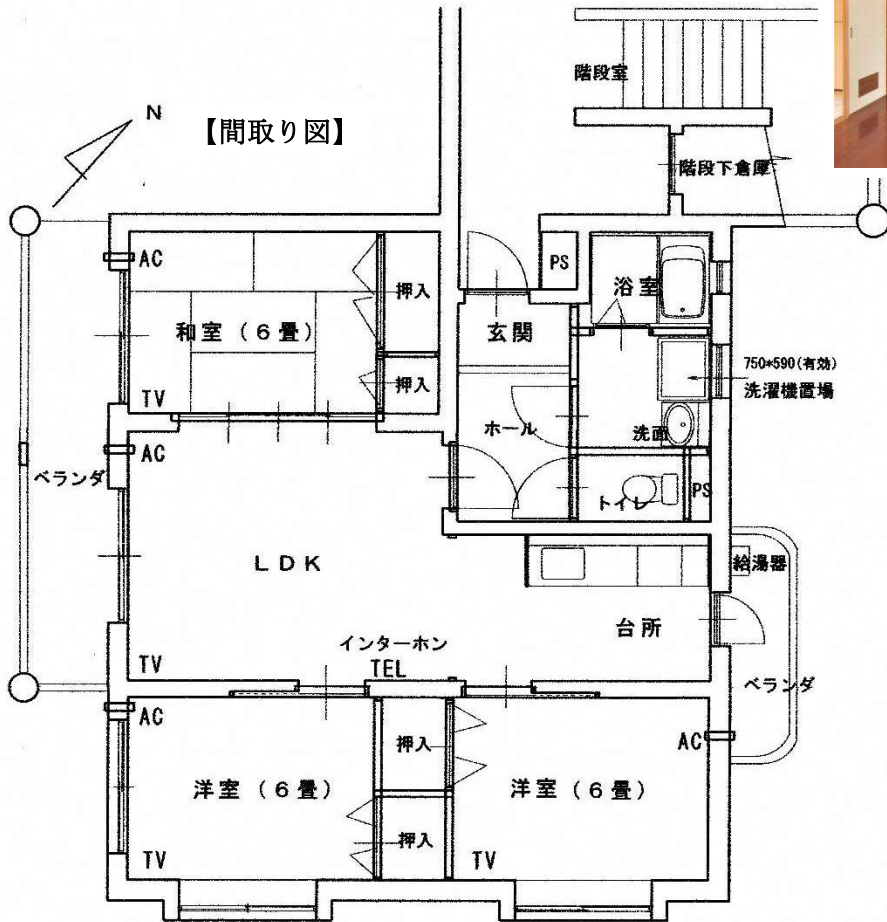 階段室
N
【間取り図】
階段下倉庫
AC
押入
PS
浴室
和室（6畳）
玄関
750*590(有効)
洗濯機置場
押入
TV
ホール
洗面
AC
ベランダ
トイレ
PS
LDK
給湯器
台所
インターホン
TEL
TV
ベランダ
AC
押入
AC
洋室（6畳）
洋室（6畳）
押入
TV
TV